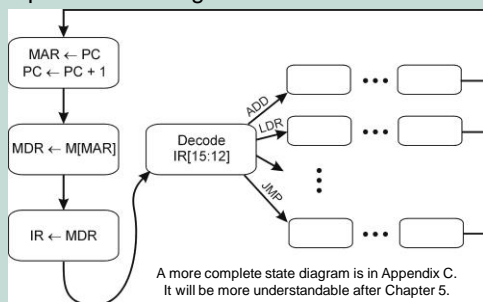 MAR ← PC
PC ← PC + 1
MDR ← M[MAR]
IR ← MDR
Decode
IR[15:12]
ADD
LDR
JMP
A more complete state diagram is in Appendix C.
It will be more understandable after Chapter 5.